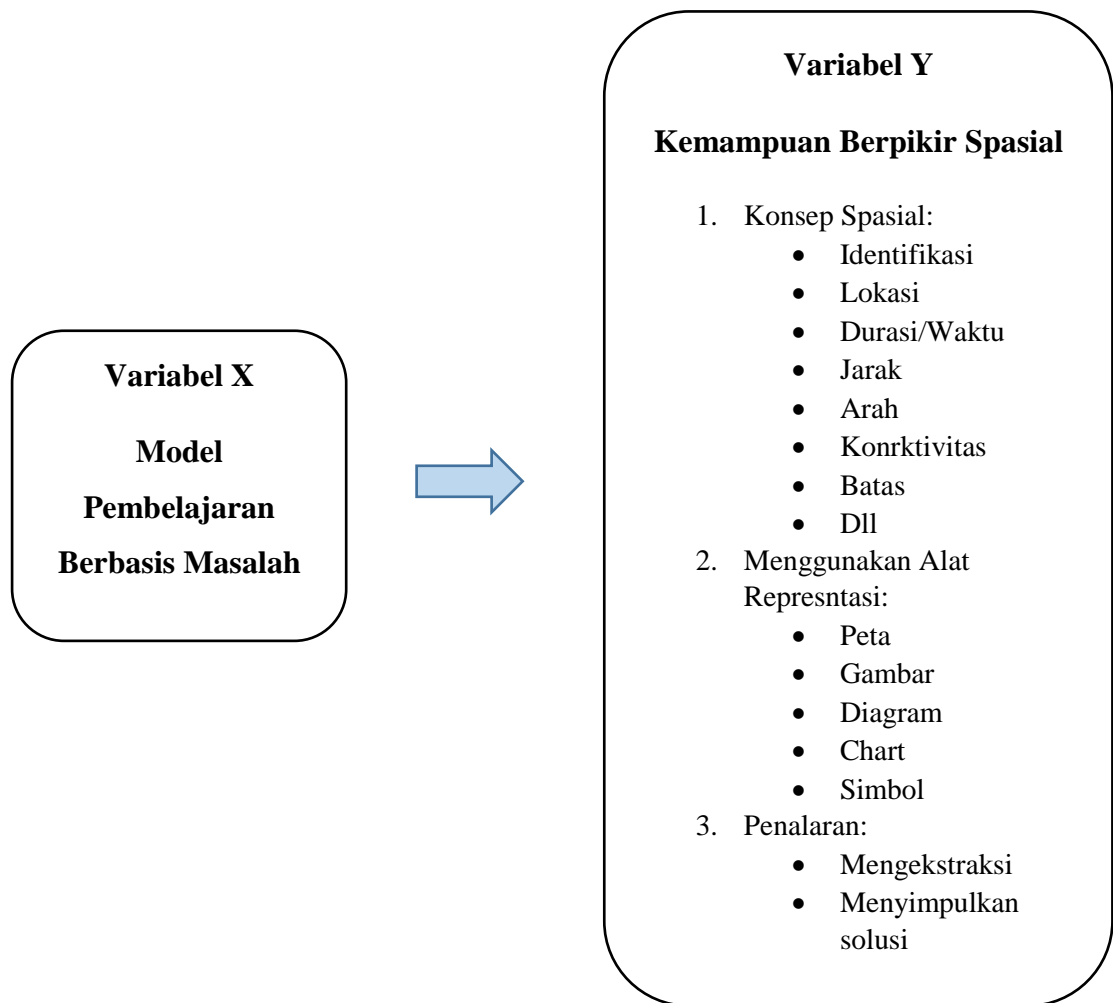 Variabel X
Model
Pembelajaran
Berbasis Masalah
Variabel Y
Kemampuan Berpikir Spasial
1. Konsep Spasial:
• Identifikasi
• Lokasi
• Durasi/Waktu
• Jarak
• Arah
• Konrktivitas
• Batas
• Dll
2. Menggunakan Alat
Represntasi:
• Peta
• Gambar
• Diagram
• Chart
• Simbol
3. Penalaran:
• Mengekstraksi
• Menyimpulkan
solusi